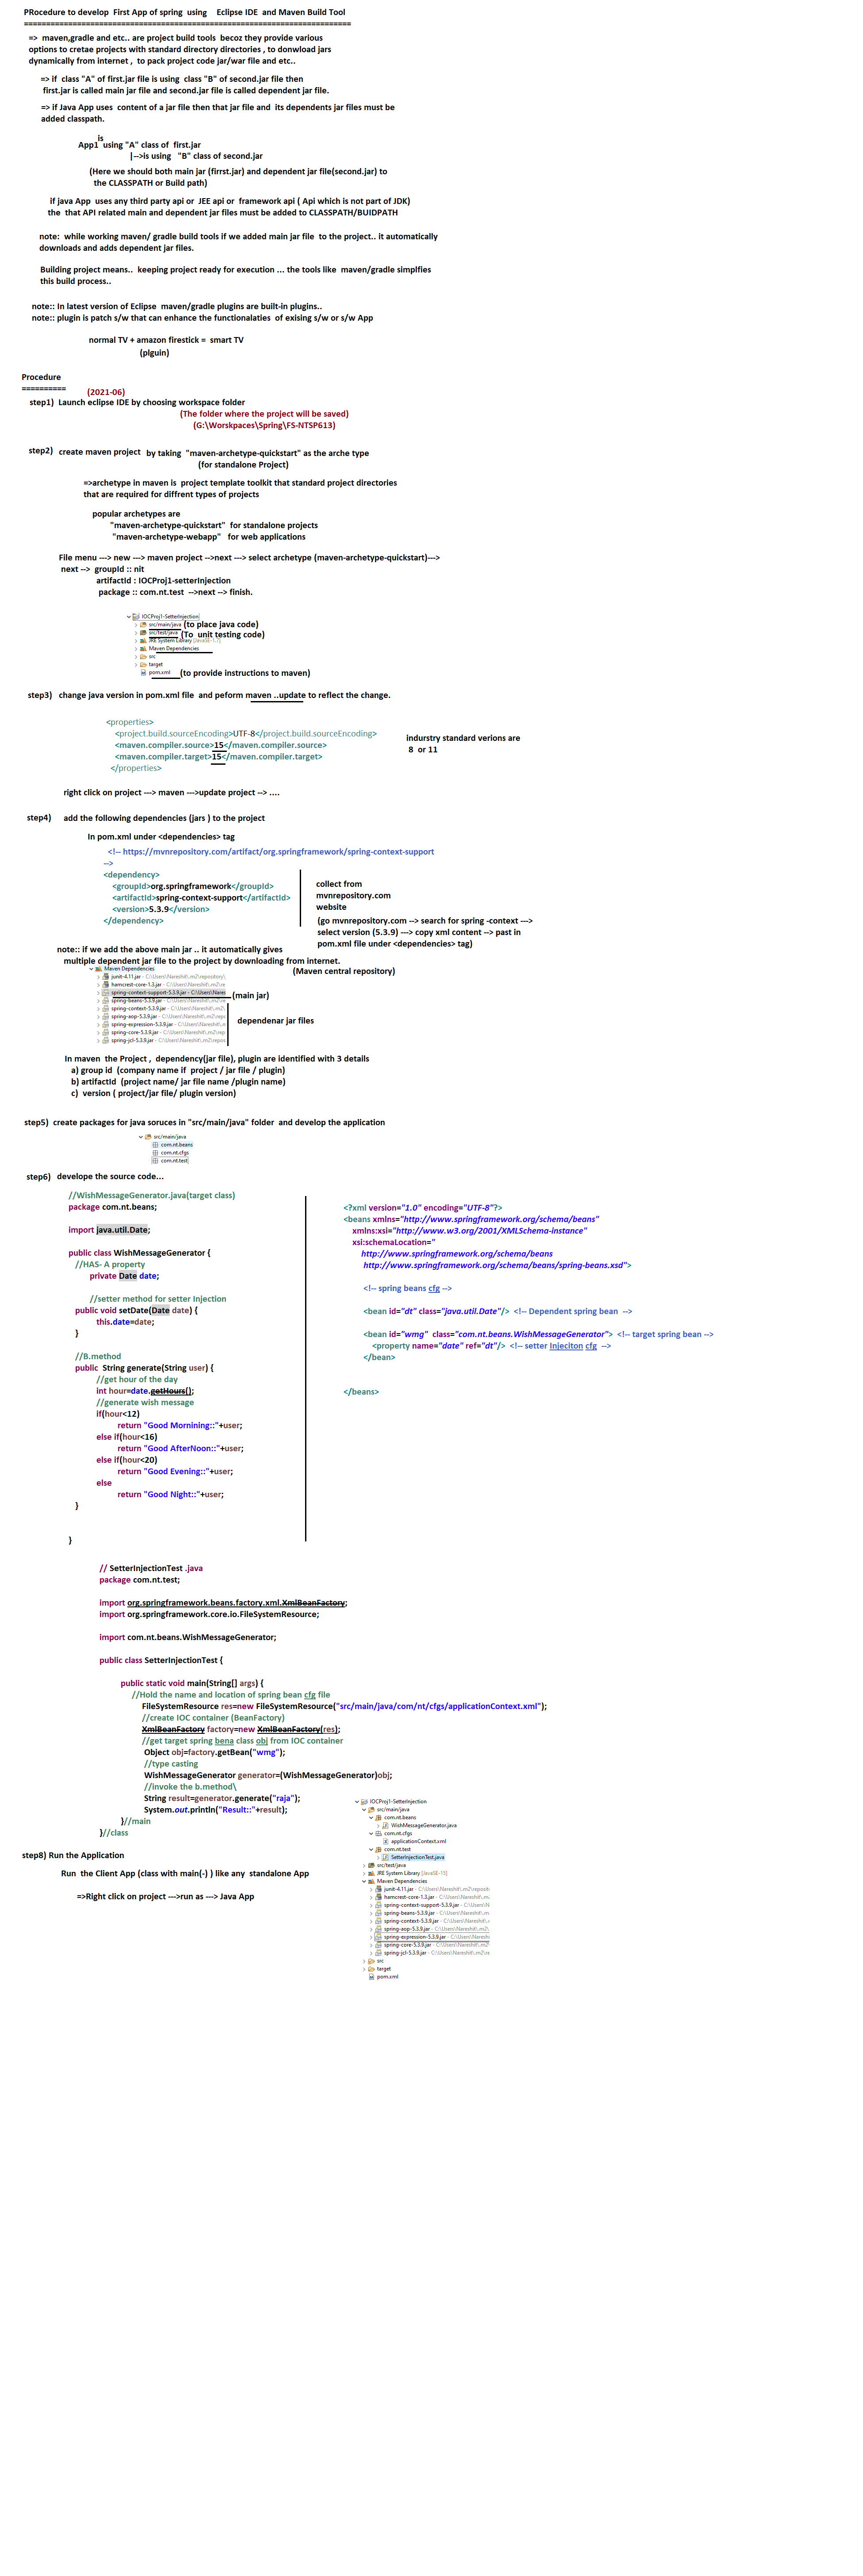 PRocedure to develop  First App of spring  using    Eclipse IDE  and Maven Build Tool
=========================================================================
=>  maven,gradle and etc.. are project build tools  becoz they provide various
options to cretae projects with standard directory directories , to donwload jars
dynamically from internet ,  to pack project code jar/war file and etc..
=> if  class "A" of first.jar file is using  class "B" of second.jar file then
first.jar is called main jar file and second.jar file is called dependent jar file.
=> if Java App uses  content of a jar file then that jar file and  its dependents jar files must be
added classpath.
is
App1  using "A" class of  first.jar
|-->is using   "B" class of second.jar
(Here we should both main jar (firrst.jar) and dependent jar file(second.jar) to
the CLASSPATH or Build path)
if java App  uses any third party api or  JEE api or  framework api ( Api which is not part of JDK)
the  that API related main and dependent jar files must be added to CLASSPATH/BUIDPATH
note:  while working maven/ gradle build tools if we added main jar file  to the project.. it automatically
downloads and adds dependent jar files.
Building project means..  keeping project ready for execution ... the tools like  maven/gradle simplfies
this build process..
note:: In latest version of Eclipse  maven/gradle plugins are built-in plugins..
note:: plugin is patch s/w that can enhance the functionalaties  of exising s/w or s/w App
normal TV + amazon firestick =  smart TV
(plguin)
Procedure
==========
(2021-06)
step1)  Launch eclipse IDE by choosing workspace folder
(The folder where the project will be saved)
(G:\Worskpaces\Spring\FS-NTSP613)
step2)  create maven project  by taking  "maven-archetype-quickstart" as the arche type
(for standalone Project)
=>archetype in maven is  project template toolkit that standard project directories
that are required for diffrent types of projects
popular archetypes are
"maven-archetype-quickstart"  for standalone projects
"maven-archetype-webapp"   for web applications
File menu ---> new ---> maven project -->next ---> select archetype (maven-archetype-quickstart)--->
next -->  groupId :: nit
artifactId : IOCProj1-setterInjection
package :: com.nt.test  -->next --> finish.
IOCProj1-SetterInjection
src/main/java (to place java code)
src/test/java (To  unit testing code)
JRE System Library [JavaSE-1.7]
Maven Dependencies
src
target
pom.xml (to provide instructions to maven)
step3)  change java version in pom.xml file  and peform maven ..update to reflect the change.
<properties>
<project.build.sourceEncoding>UTF-8</project.build.sourceEncoding>
<maven.compiler.source>15</maven.compiler.source>
<maven.compiler.target>15</maven.compiler.target>
</properties>
indurstry standard verions are
8  or 11
right click on project ---> maven --->update project --> ....
step4)  add the following dependencies (jars ) to the project
In pom.xml under <dependencies> tag
<!-- https://mvnrepository.com/artifact/org.springframework/spring-context-support
-->
<dependency>
<groupId>org.springframework</groupId>
<artifactId>spring-context-support</artifactId>
<version>5.3.9</version>
</dependency>
collect from
mvnrepository.com
website
(go mvnrepository.com --> search for spring -context --->
select version (5.3.9) ---> copy xml content --> past in
pom.xml file under <dependencies> tag)
note:: if we add the above main jar .. it automatically gives
multiple dependent jar file to the project by downloading from internet.
(Maven central repository)
Maven Dependencies
junit-4.11.jar - C:\Users\Nareshit\.m2\repository\
hamcrest-core-1.3.jar - C:\Users\Nareshit\.m2\re
spring-context-support-5.3.9.jar - C:\Users\Nares (main jar)
spring-beans-5.3.9.jar - C:\Users\Nareshit\.m2\re
spring-context-5.3.9.jar - C:\Users\Nareshit\.m2\
spring-aop-5.3.9.jar - C:\Users\Nareshit\.m2\repo
spring-expression-5.3.9.jar - C:\Users\Nareshit\.m
spring-core-5.3.9.jar - C:\Users\Nareshit\.m2\rep
spring-jcl-5.3.9.jar - C:\Users\Nareshit\.m2\repos
dependenar jar files
In maven  the Project ,  dependency(jar file), plugin are identified with 3 details
a) group id  (company name if  project / jar file / plugin)
b) artifactId  (project name/ jar file name /plugin name)
c)  version ( project/jar file/ plugin version)
step5)  create packages for java soruces in "src/main/java" folder  and develop the application
src/main/java
com.nt.beans
com.nt.cfgs
com.nt.test
step6)  develope the source code...
//WishMessageGenerator.java(target class)
package com.nt.beans;
import java.util.Date;
public class WishMessageGenerator {
//HAS- A property
private Date date;
//setter method for setter Injection
public void setDate(Date date) {
this.date=date;
}
//B.method
public  String generate(String user) {
//get hour of the day
int hour=date.getHours();
//generate wish message
if(hour<12)
return "Good Mornining::"+user;
else if(hour<16)
return "Good AfterNoon::"+user;
else if(hour<20)
return "Good Evening::"+user;
else
return "Good Night::"+user;
}
}
<?xml version="1.0" encoding="UTF-8"?>
<beans xmlns="http://www.springframework.org/schema/beans"
xmlns:xsi="http://www.w3.org/2001/XMLSchema-instance"
xsi:schemaLocation="
http://www.springframework.org/schema/beans
http://www.springframework.org/schema/beans/spring-beans.xsd">
<!-- spring beans cfg -->
<bean id="dt" class="java.util.Date"/>  <!-- Dependent spring bean  -->
<bean id="wmg"  class="com.nt.beans.WishMessageGenerator">  <!-- target spring bean -->
<property name="date" ref="dt"/>  <!-- setter Injeciton cfg  -->
</bean>
</beans>
// SetterInjectionTest .java
package com.nt.test;
import org.springframework.beans.factory.xml.XmlBeanFactory;
import org.springframework.core.io.FileSystemResource;
import com.nt.beans.WishMessageGenerator;
public class SetterInjectionTest {
public static void main(String[] args) {
//Hold the name and location of spring bean cfg file
FileSystemResource res=new FileSystemResource("src/main/java/com/nt/cfgs/applicationContext.xml");
//create IOC container (BeanFactory)
XmlBeanFactory factory=new XmlBeanFactory(res);
//get target spring bena class obj from IOC container
Object obj=factory.getBean("wmg");
//type casting
WishMessageGenerator generator=(WishMessageGenerator)obj;
//invoke the b.method\
String result=generator.generate("raja");
System.out.println("Result::"+result);
}//main
}//class
IOCProj1-SetterInjection
src/main/java
com.nt.beans
WishMessageGenerator.java
com.nt.cfgs
applicationContext.xml
com.nt.test
SetterInjectionTest.java
src/test/java
JRE System Library [JavaSE-15]
Maven Dependencies
junit-4.11.jar - C:\Users\Nareshit\.m2\reposit
hamcrest-core-1.3.jar - C:\Users\Nareshit\.m
spring-context-support-5.3.9.jar - C:\Users\N
spring-beans-5.3.9.jar - C:\Users\Nareshit\.m
spring-context-5.3.9.jar - C:\Users\Nareshit\.r
spring-aop-5.3.9.jar - C:\Users\Nareshit\.m2\
spring-expression-5.3.9.jar - C:\Users\Naresh
spring-core-5.3.9.jar - C:\Users\Nareshit\.m2
spring-jcl-5.3.9.jar - C:\Users\Nareshit\.m2\re
src
target
pom.xml
step8) Run the Application
Run  the Client App (class with main(-) ) like any  standalone App
=>Right click on project --->run as ---> Java App